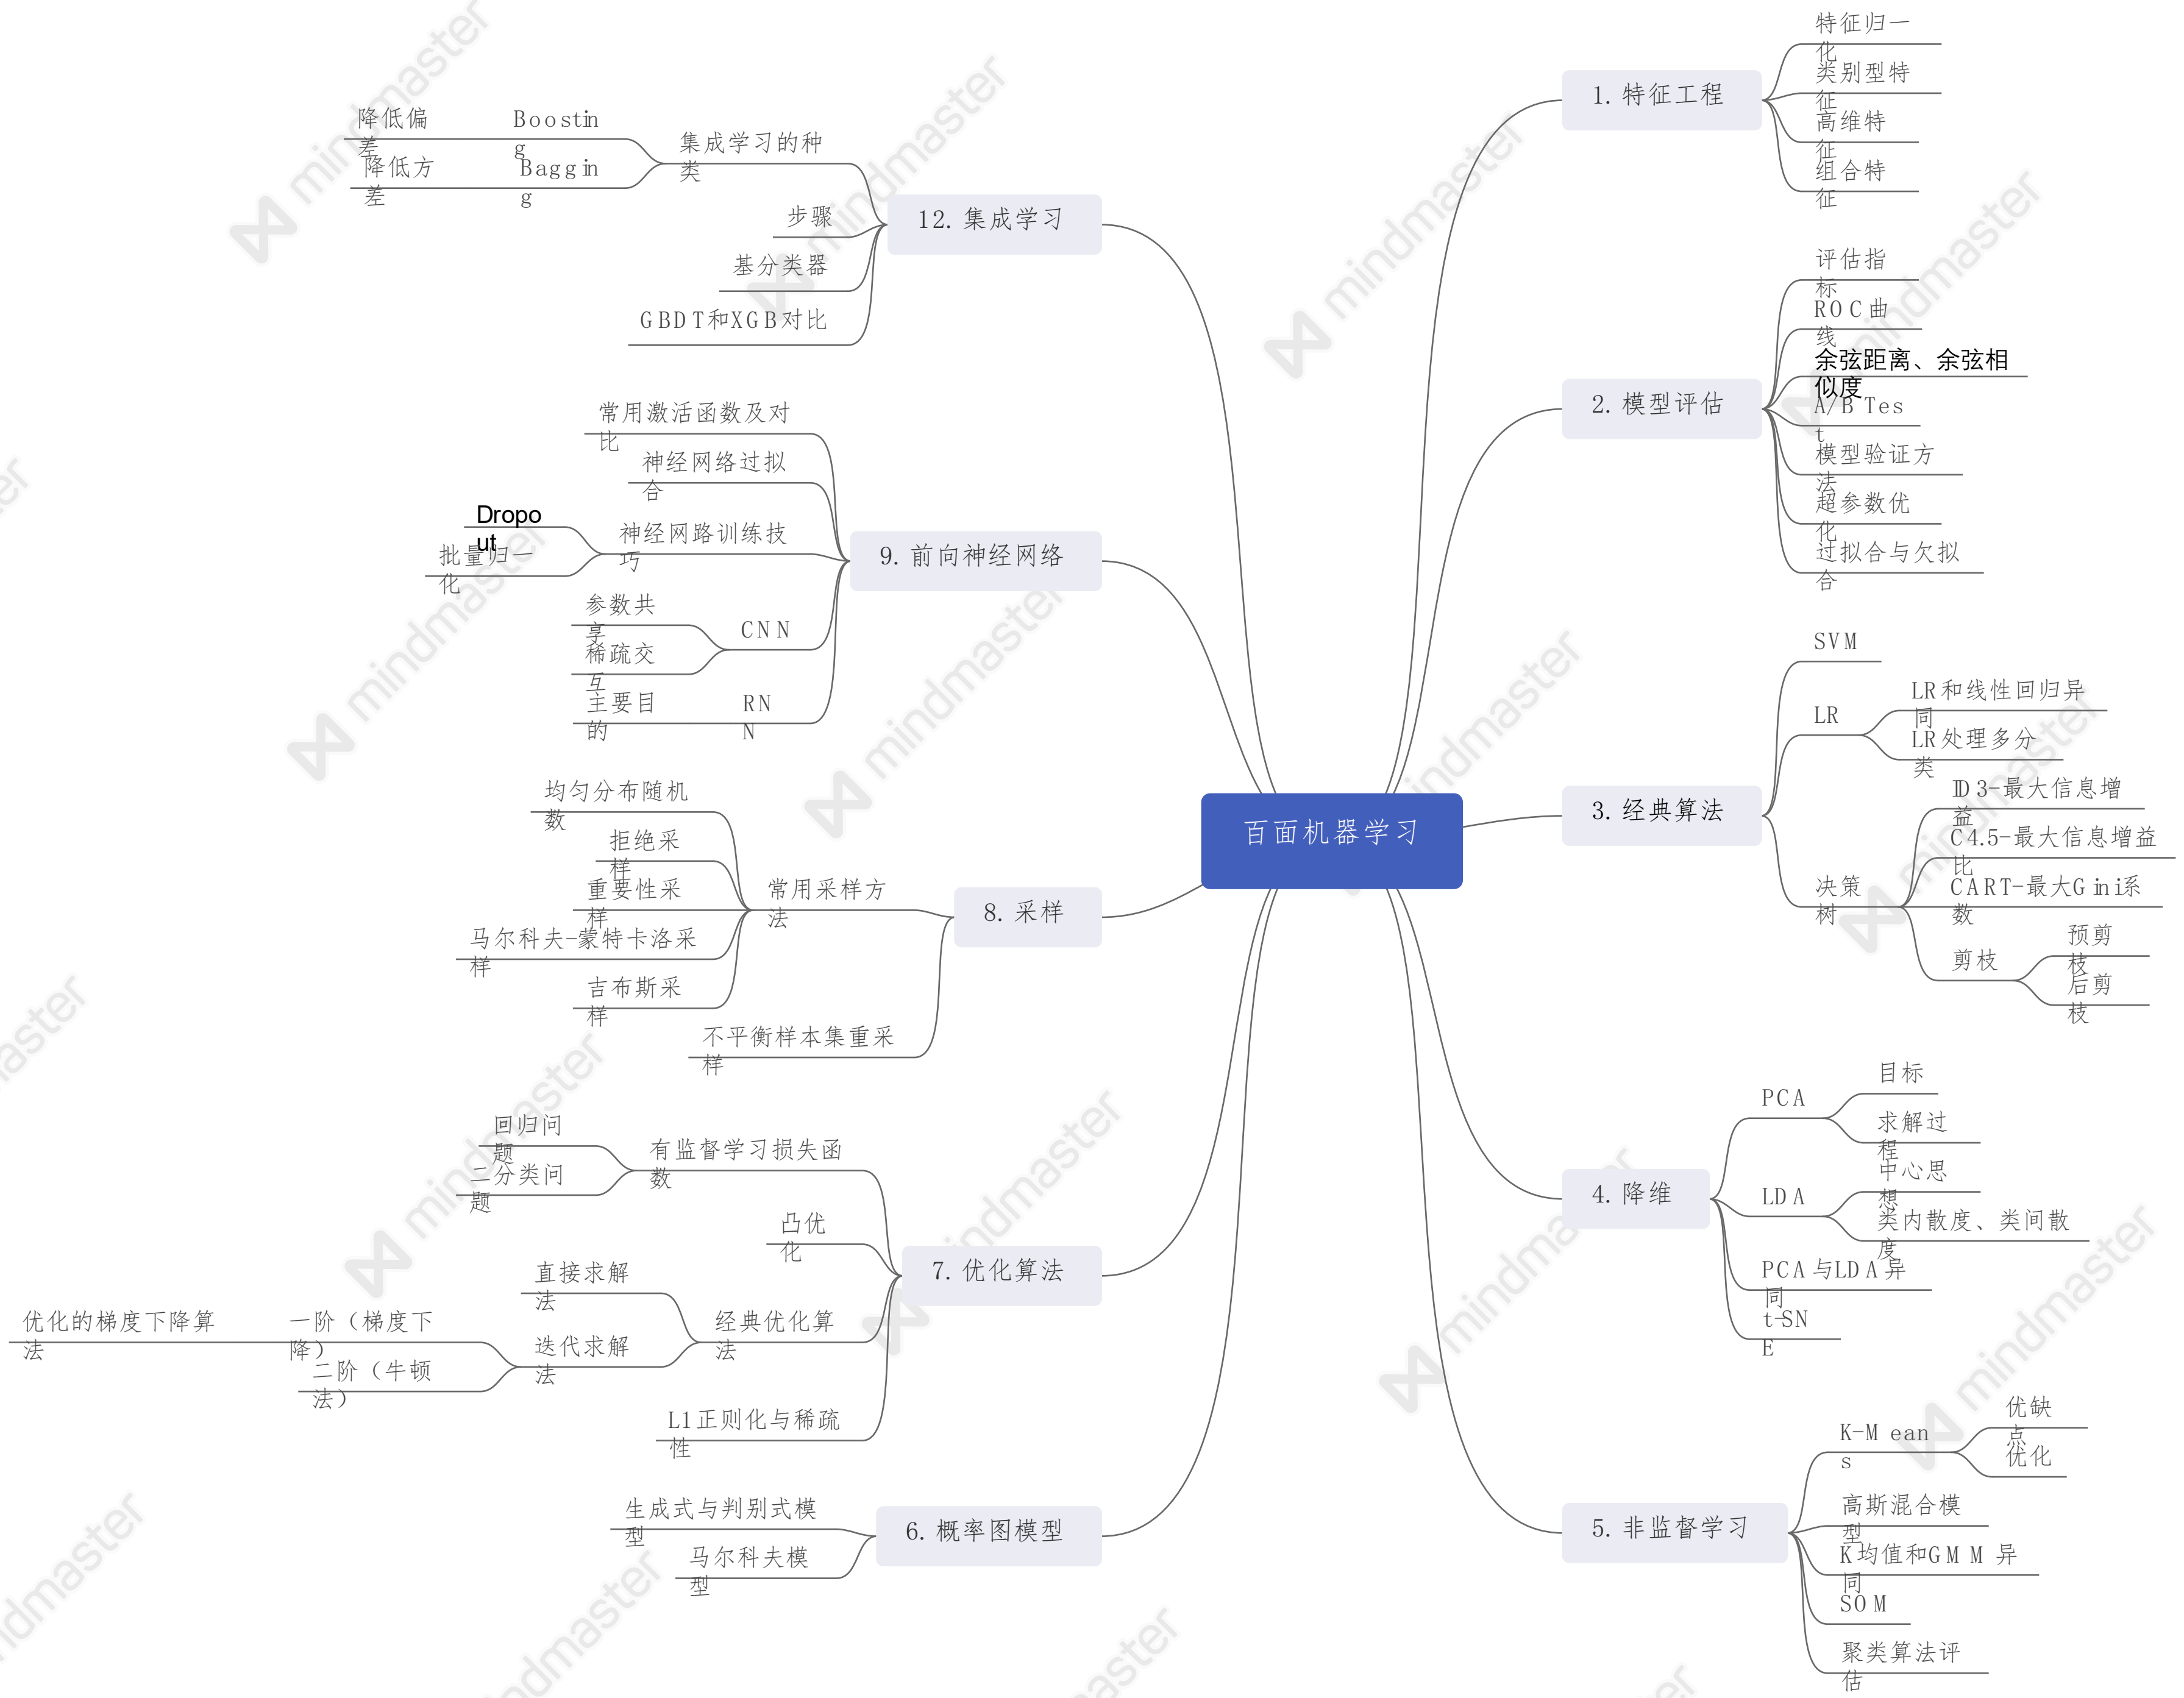 百面机器学习
1. 特征工程
特征归一
化
类别型特
征
高维特
征
组合特
征
2. 模型评估
评估指
标
ROC曲
线
余弦距离、余弦相
似度
A/B Tes
t
模型验证方
法
超参数优
化
过拟合与欠拟
合
3. 经典算法
SVM
LR
LR和线性回归异
同
LR处理多分
类
决策
树
ID3-最大信息增
益
C4.5-最大信息增益
比
CART-最大Gini系
数
剪枝
预剪
枝
后剪
枝
4. 降维
PCA
目标
求解过
程
LDA
中心思
想
类内散度、类间散
度
PCA与LDA异
同
t-SN
E
5. 非监督学习
K-Mean
s
优缺
点
优化
高斯混合模
型
K均值和GMM异
同
SOM
聚类算法评
估
6. 概率图模型
生成式与判别式模
型
马尔科夫模
型
7. 优化算法
有监督学习损失函
数
回归问
题
二分类问
题
凸优
化
经典优化算
法
直接求解
法
迭代求解
法
一阶（梯度下
降）
优化的梯度下降算
法
二阶（牛顿
法）
L1正则化与稀疏
性
8. 采样
常用采样方
法
均匀分布随机
数
拒绝采
样
重要性采
样
马尔科夫-蒙特卡洛采
样
吉布斯采
样
不平衡样本集重采
样
9. 前向神经网络
常用激活函数及对
比
神经网络过拟
合
神经网路训练技
巧
Dropo
ut
批量归一
化
CNN
参数共
享
稀疏交
互
RN
N
主要目
的
12. 集成学习
集成学习的种
类
Boostin
g
降低偏
差
Baggin
g
降低方
差
步骤
基分类器
GBDT和XGB对比
mindmaster